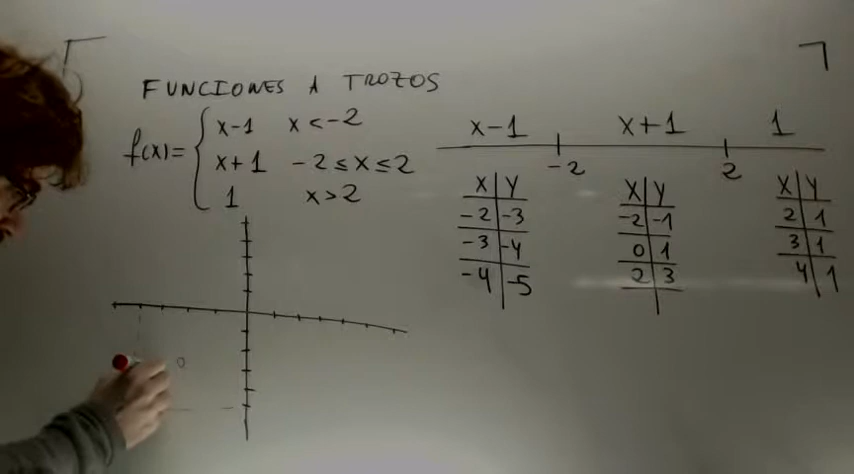 FUNCIONES A TROZOS
f(x)=
x-1 x<-2
x+1 -2≤x≤2
1 x>2
x-1 x+1 1
-2 2
X Y
-2 -3
-3 -4
-4 -5
X Y
-2 -1
0 1
2 3
X Y
2 1
3 1
4 1